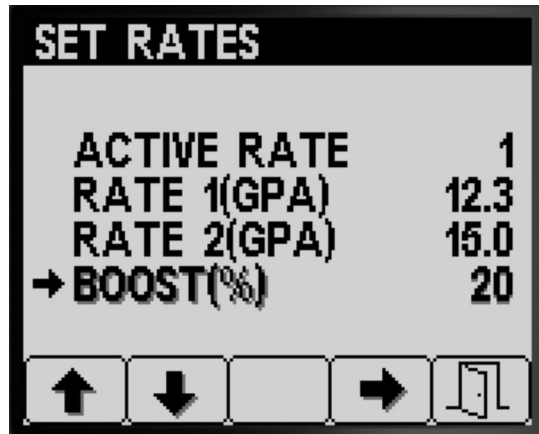 SET RATES
ACTIVE RATE 1
RATE 1(GPA) 12.3
RATE 2(GPA) 15.0
BOOST(%) 20